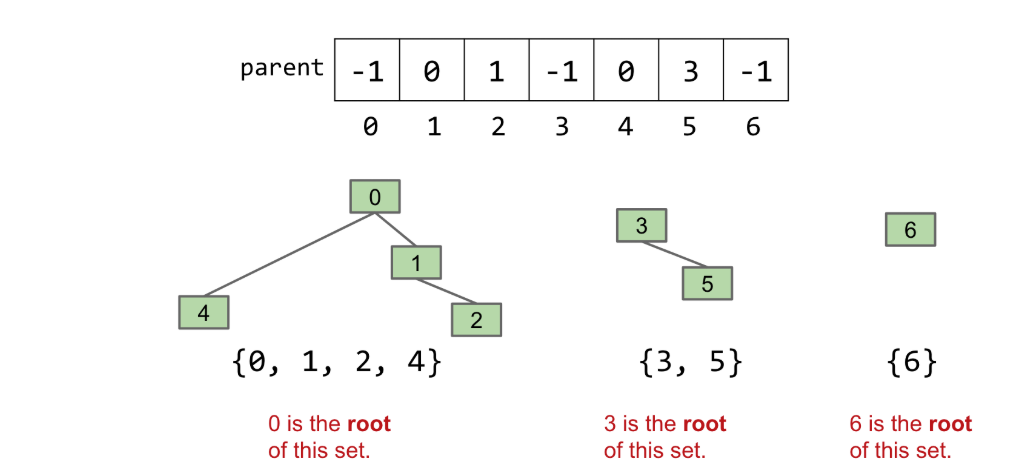 parent -1 0 1 -1 0 3 -1
0 1 2 3 4 5 6
0
3
6
1
5
4
2
{0, 1, 2, 4} {3, 5} {6}
0 is the root
of this set.
3 is the root
of this set.
6 is the root
of this set.